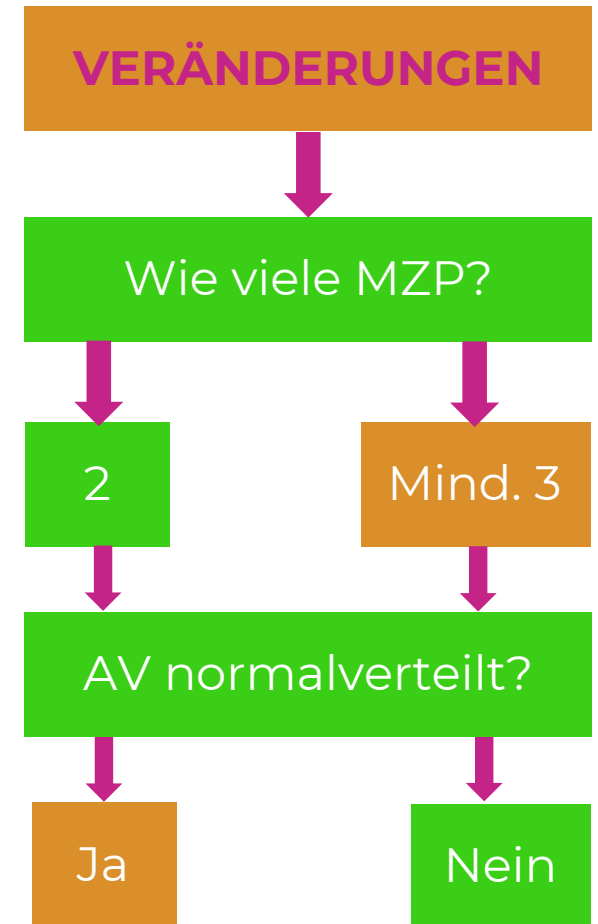 VERÄNDERUNGEN
Wie viele MZP?
2
Mind. 3
AV normalverteilt?
Ja
Nein